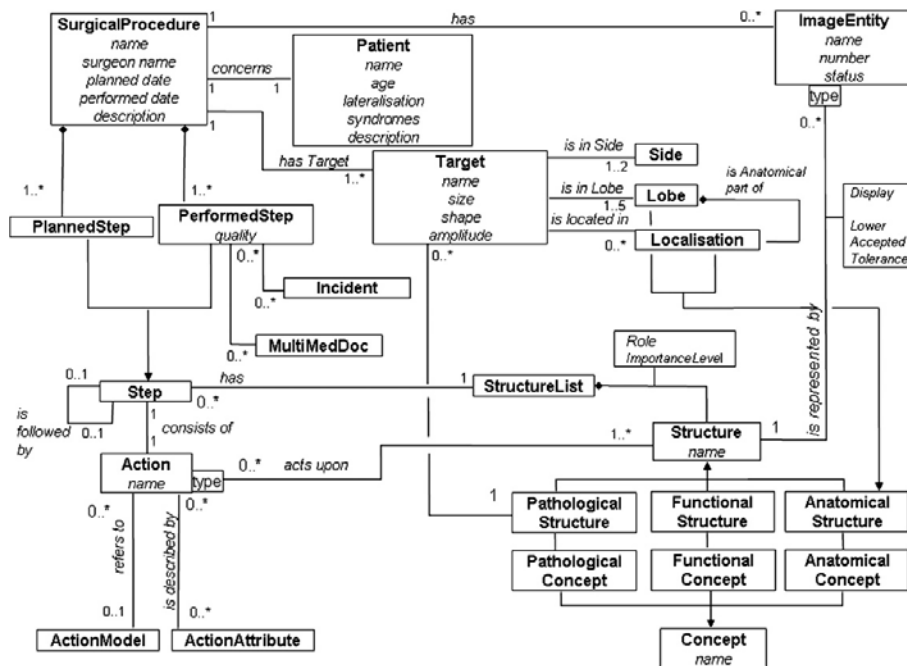 SurgicalProcedure
name
surgeon name
planned date
performed date
description
1
has
0..*
ImageEntity
name
number
status
type
0..*
concerns
1
1
Patient
name
age
lateralisation
syndromes
description
1
has Target
1..*
Target
name
size
shape
amplitude
0..*
is in Side
1..2
Side
is in Lobe
1..5
Lobe
is located in
0..*
Localisation
is Anatomical
part of
Display
Lower
Accepted
Tolerance
1..*
1..*
PlannedStep
PerformedStep
quality
0..*
0..*
Incident
0..*
0..*
MultiMedDoc
is represented by
Role
ImportanceLevel
0..1
Step
has
0..*
1
StructureList
is
followed
by
0..1
1
consists of
1
1..*
Structure
name
1
Action
name
type
0..*
acts upon
0..*
0..*
refers to
is described by
0..1
0..*
ActionModel
ActionAttribute
1
Pathological
Structure
Functional
Structure
Anatomical
Structure
Pathological
Concept
Functional
Concept
Anatomical
Concept
Concept
name